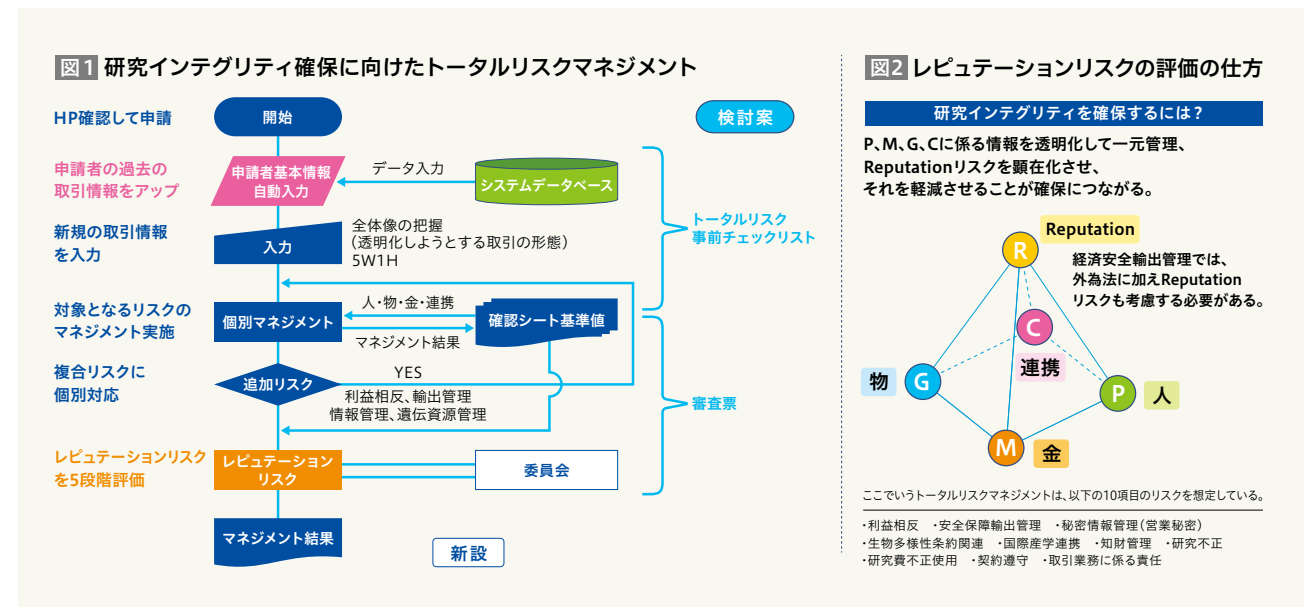 図1 研究インテグリティ確保に向けたトータルリスクマネジメント
HP確認して申請
開始
検討案
申請者の過去の
取引情報をアップ
申請者基本情報
自動入力
データ入力
システムデータベース
新規の取引情報
を入力
入力
全体像の把握
(透明化しようとする取引の形態)
5W1H
トータルリスク
事前チェックリスト
対象となるリスクの
マネジメント実施
個別マネジメント
人・物・金・連携
マネジメント結果
確認シート基準値
複合リスクに
個別対応
追加リスク
YES
利益相反、輸出管理
情報管理、遺伝資源管理
審査票
レピュテーションリスク
を5段階評価
レピュテーション
リスク
委員会
マネジメント結果
新設
図2 レピュテーションリスクの評価の仕方
研究インテグリティを確保するには?
P、M、G、Cに係る情報を透明化して一元管理、
Reputationリスクを顕在化させ、
それを軽減させることが確保につながる。
Reputation
R
経済安全輸出管理では、
外為法に加えReputation
リスクも考慮する必要がある。
C
連携
物
G
P
人
M
金
ここでいうトータルリスクマネジメントは、以下の10項目のリスクを想定している。
・利益相反 ・安全保障輸出管理 ・秘密情報管理(営業秘密)
・生物多様性条約関連 ・国際産学連携 ・知財管理 ・研究不正
・研究費不正使用 ・契約遵守 ・取引業務に係る責任